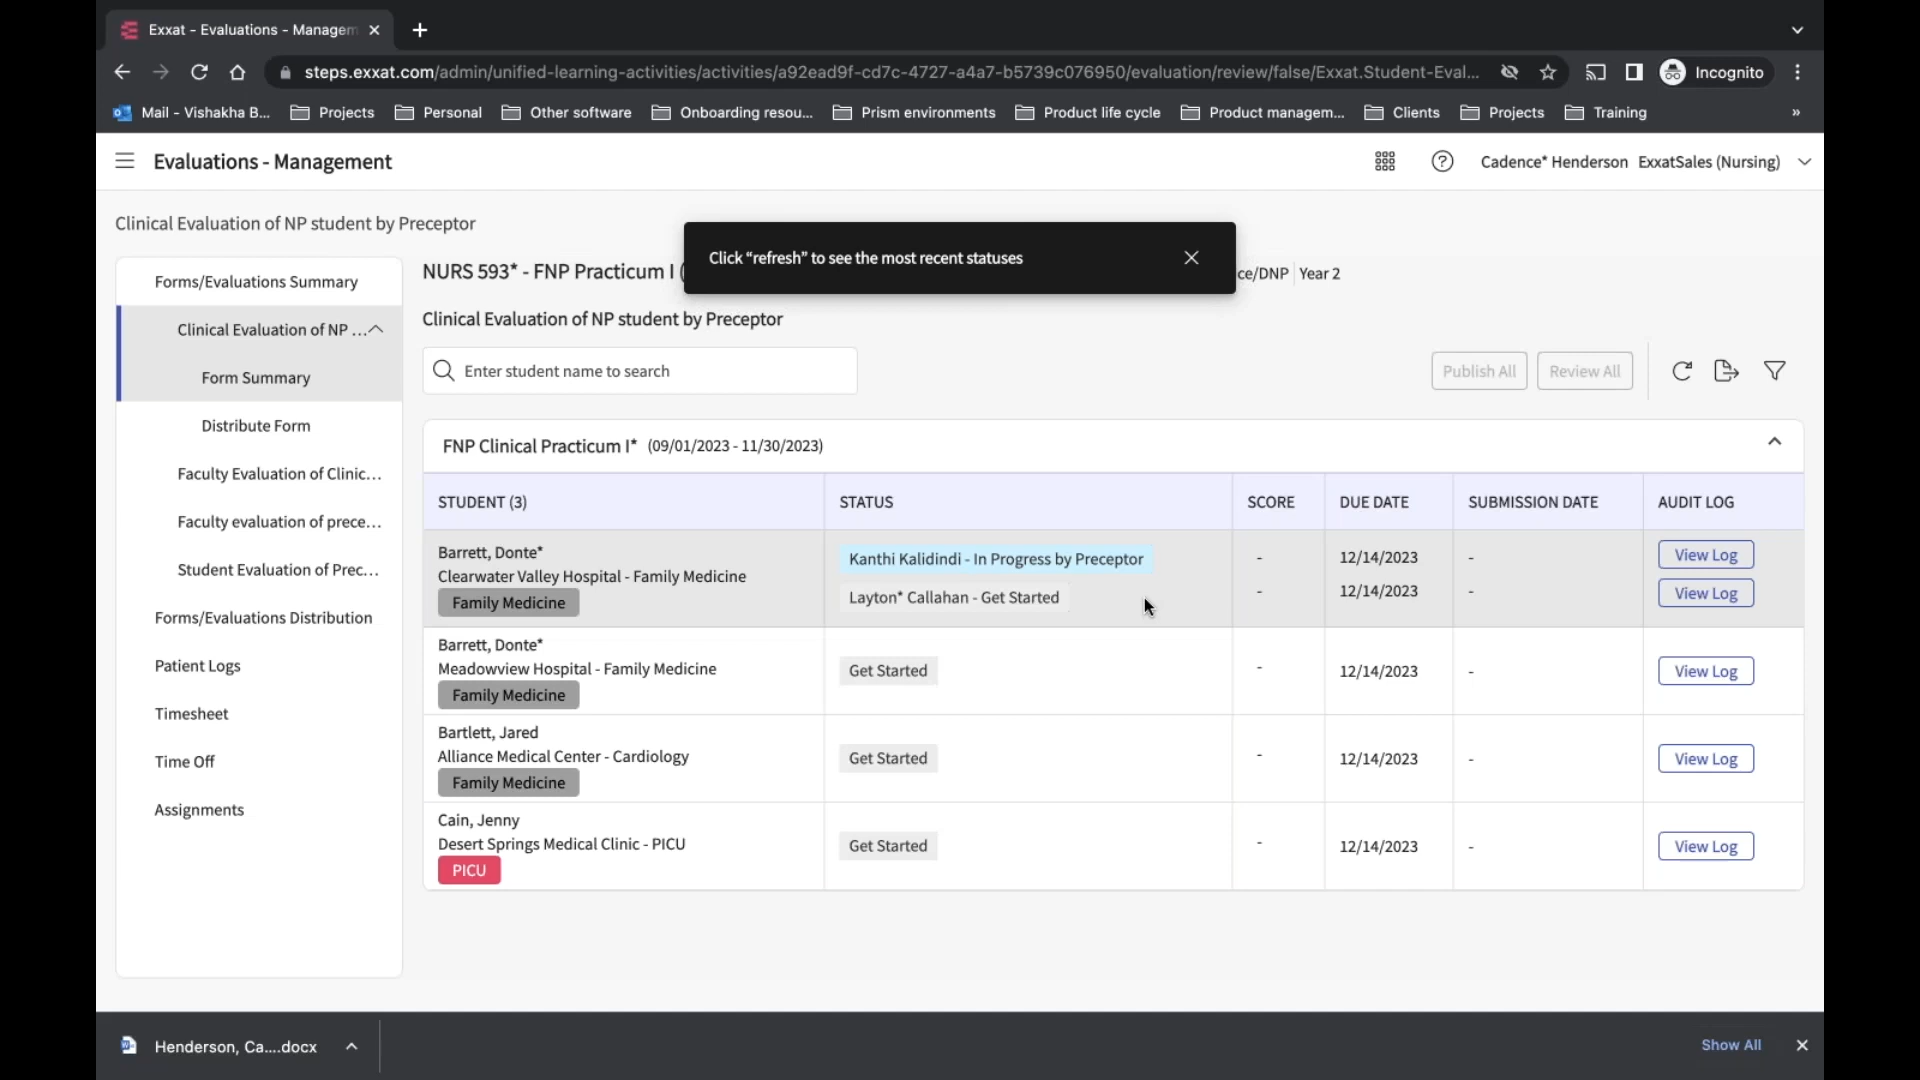 Exxat - Evaluations - Managem
steps.exxat.com/admin/unified-learning-activities/activities/a92ead9f-cd7c-4727-a4a7-b5739c076950/evaluation/review/false/Exxat.Student-Eval...
Incognito
Mail - Vishakha B... Projects Personal Other software Onboarding resou... Prism environments Product life cycle Product managem... Clients Projects Training »
Evaluations - Management
? Cadence* Henderson ExxatSales (Nursing)
Clinical Evaluation of NP student by Preceptor
Click “refresh” to see the most recent statuses
NURS 593* - FNP Practicum I (
ce/DNP | Year 2
Forms/Evaluations Summary
Clinical Evaluation of NP ...
Form Summary
Distribute Form
Faculty Evaluation of Clinic...
Faculty evaluation of prece...
Student Evaluation of Prec...
Forms/Evaluations Distribution
Patient Logs
Timesheet
Time Off
Assignments
Clinical Evaluation of NP student by Preceptor
Enter student name to search
Publish All Review All
FNP Clinical Practicum I* (09/01/2023 - 11/30/2023)
STUDENT (3) STATUS SCORE DUE DATE SUBMISSION DATE AUDIT LOG
Barrett, Donte*
Clearwater Valley Hospital - Family Medicine
Family Medicine
Kanthi Kalidindi - In Progress by Preceptor - 12/14/2023 - View Log
Layton* Callahan - Get Started - 12/14/2023 - View Log
Barrett, Donte*
Meadowview Hospital - Family Medicine
Family Medicine
Get Started - 12/14/2023 - View Log
Bartlett, Jared
Alliance Medical Center - Cardiology
Family Medicine
Get Started - 12/14/2023 - View Log
Cain, Jenny
Desert Springs Medical Clinic - PICU
PICU
Get Started - 12/14/2023 - View Log
Henderson, Ca....docx
Show All